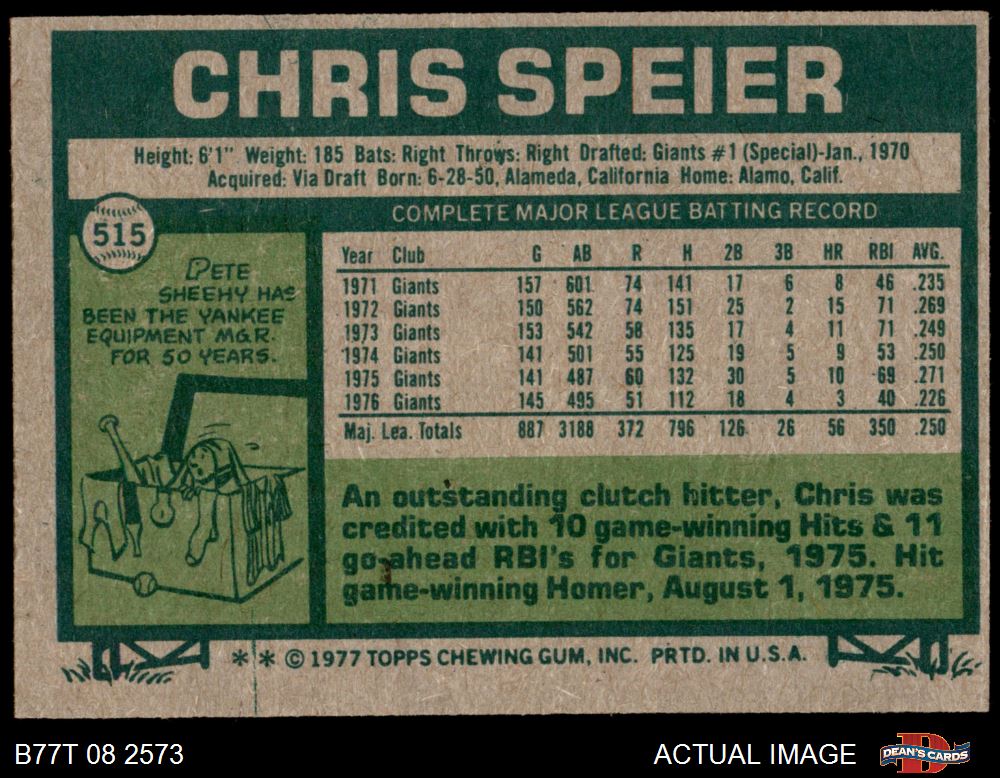 CHRIS SPEIER
Height: 6'1" Weight: 185 Bats: Right Throws: Right Drafted: Giants #1 (Special)-Jan., 1970
Acquired: Via Draft Born: 6-28-50, Alameda, California Home: Alamo, Calif.
COMPLETE MAJOR LEAGUE BATTING RECORD
515
PETE
SHEEHY HAS
BEEN THE YANKEE
EQUIPMENT MGR.
FOR 50 YEARS.
Year Club G AB R H 2B 3B HR RBI AVG.
1971 Giants 157 601 74 141 17 6 8 46 .235
1972 Giants 150 562 74 151 25 2 15 71 .269
1973 Giants 153 542 58 135 17 4 11 71 .249
1974 Giants 141 501 55 125 19 5 9 53 .250
1975 Giants 141 487 60 132 30 5 10 69 .271
1976 Giants 145 495 51 112 18 4 3 40 .226
Maj. Lea. Totals 887 3188 372 796 126 26 56 350 .250
An outstanding clutch hitter, Chris was
credited with 10 game-winning Hits & 11
go-ahead RBI's for Giants, 1975. Hit
game-winning Homer, August 1, 1975.
* * © 1977 TOPPS CHEWING GUM, INC. PRTD. IN U.S.A.
B77T 08 2573
ACTUAL IMAGE
DEAN'S CARDS